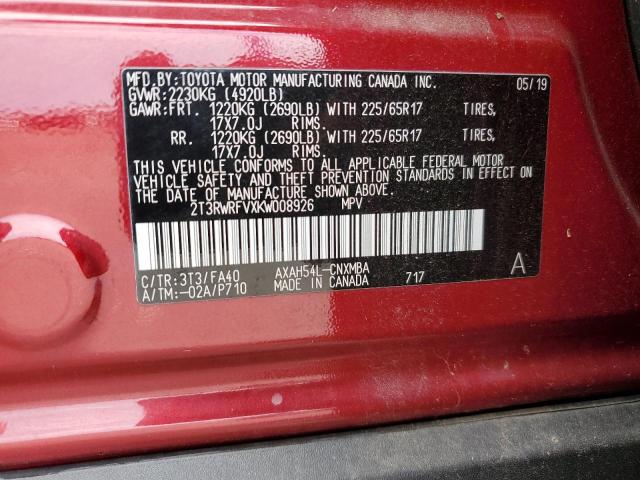 MFD.BY:TOYOTA MOTOR MANUFACTURING CANADA INC. 05/19
GVWR:2230KG (4920LB)
GAWR:FRT. 1220KG (2690LB) WITH 225/65R17 TIRES,
17X7.0J RIMS.
RR. 1220KG (2690LB) WITH 225/65R17 TIRES,
17X7.0J RIMS.
THIS VEHICLE CONFORMS TO ALL APPLICABLE FEDERAL MOTOR
VEHICLE SAFETY AND THEFT PREVENTION STANDARDS IN EFFECT
ON THE DATE OF MANUFACTURE SHOWN ABOVE.
2T3RWRFVXKW008926 MPV
C/TR:3T3/FA40 AXAH54L-CNXMBA A
A/TM:-02A/P710 MADE IN CANADA 717